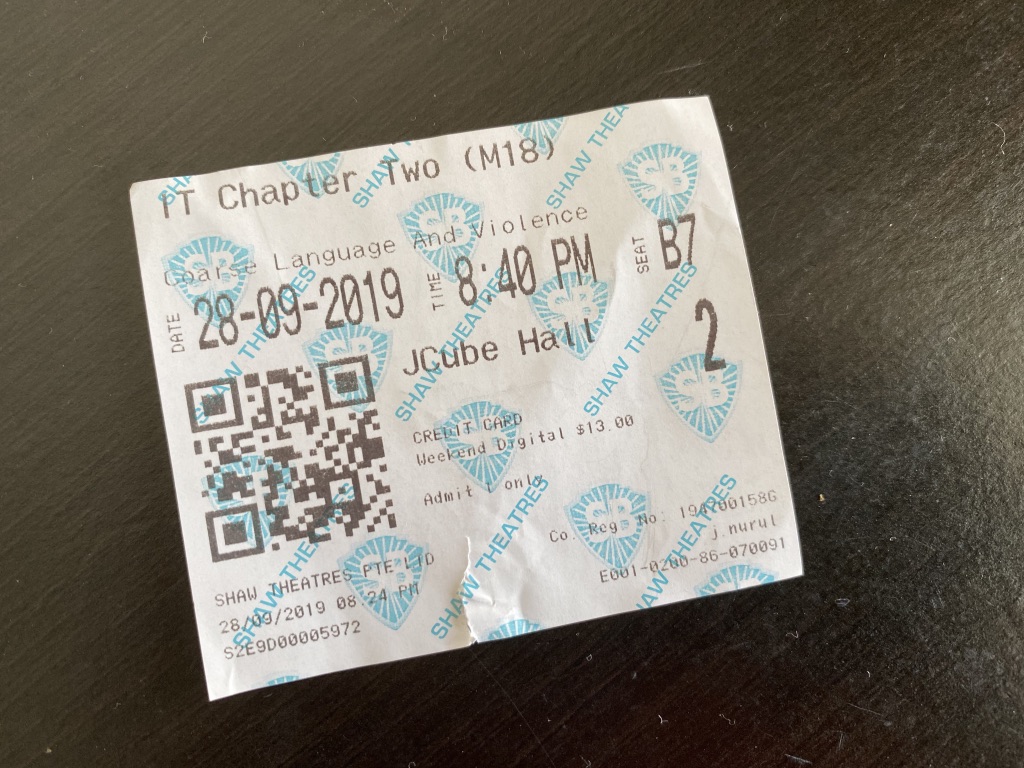 IT Chapter Two (M18)
Coarse Language And Violence
DATE 28-09-2019 TIME 8:40 PM SEAT B7
JCube Hall 2
CREDIT CARD
Weekend Digital $13.00
Admit 1 only
Co. Reg. No: 194700158G
j.nurul
E001-0200-86-070091
SHAW THEATRES PTE LTD
28/09/2019 08:24 PM
S2E9D00005972
SHAW THEATRES
SHAW THEATRES
SHAW THEATRES
SHAW THEATRES
SHAW THEATRES
SHAW THEATRES